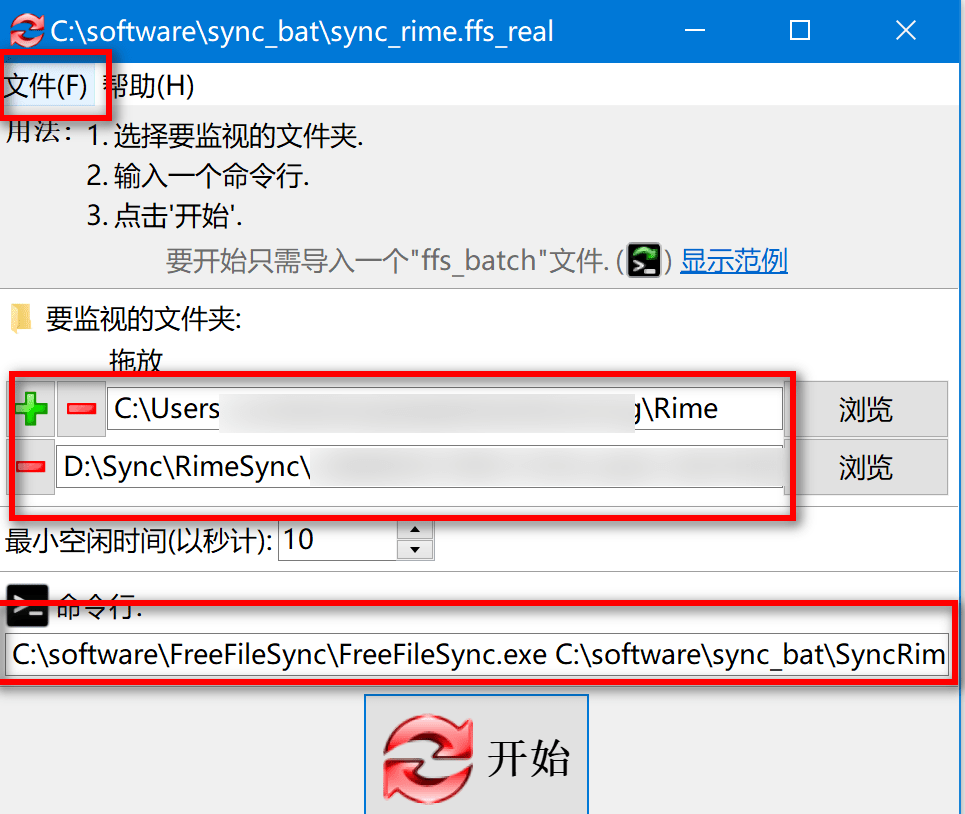 C:\software\sync_bat\sync_rime.ffs_real
文件(F) 帮助(H)
用法: 1. 选择要监视的文件夹.
2. 输入一个命令行.
3. 点击'开始'.
要开始只需导入一个"ffs_batch"文件. ( ) 显示范例
要监视的文件夹:
拖放
C:\Users g\Rime 浏览
D:\Sync\RimeSync\ 浏览
最小空闲时间(以秒计): 10
命令行:
C:\software\FreeFileSync\FreeFileSync.exe C:\software\sync_bat\SyncRim
开始